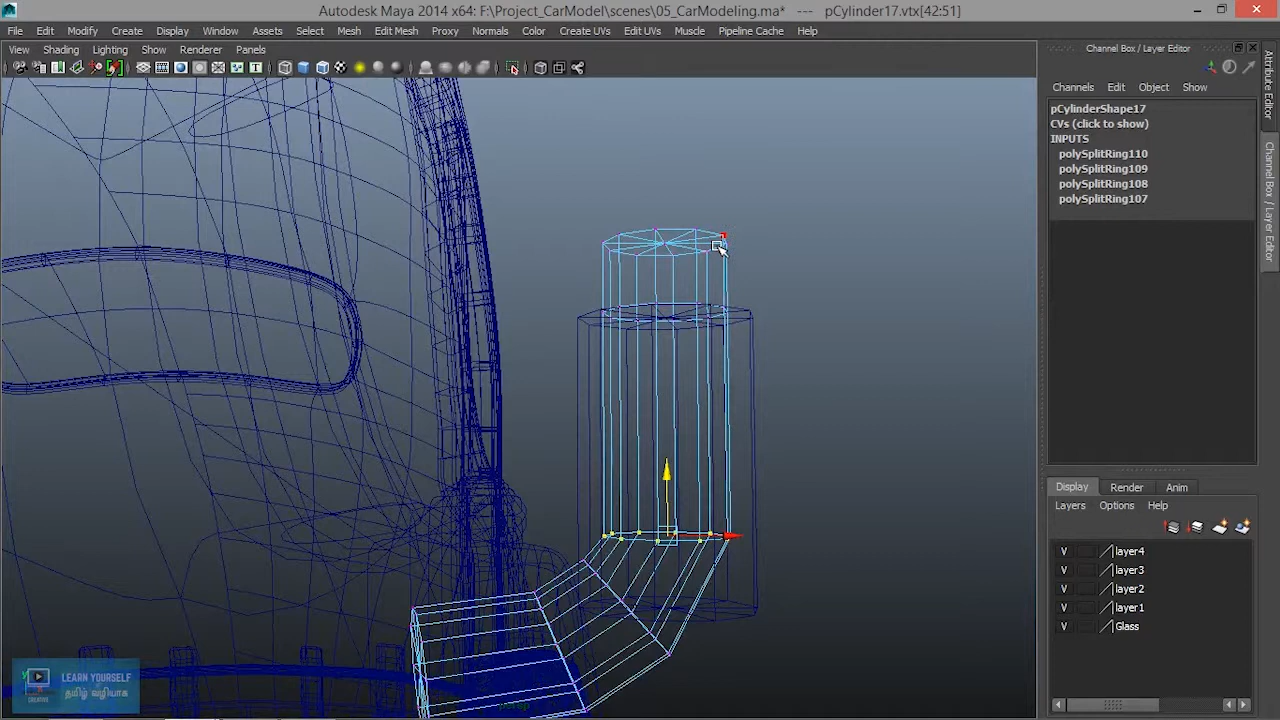 Autodesk Maya 2014 x64: F:\Project_CarModel\scenes\05_CarModeling.ma* --- pCylinder17.vtx[42:51]
File Edit Modify Create Display Window Assets Select Mesh Edit Mesh Proxy Normals Color Create UVs Edit UVs Muscle Pipeline Cache Help
View Shading Lighting Show Renderer Panels
Channel Box / Layer Editor
Channels Edit Object Show
pCylinderShape17
CVs (click to show)
INPUTS
polySplitRing110
polySplitRing109
polySplitRing108
polySplitRing107
Attribute Editor
Channel Box / Layer Editor
Display Render Anim
Layers Options Help
V layer4
V layer3
V layer2
V layer1
V Glass
LEARN YOURSELF
தமிழ் வழியாக
CREATIVE
persp